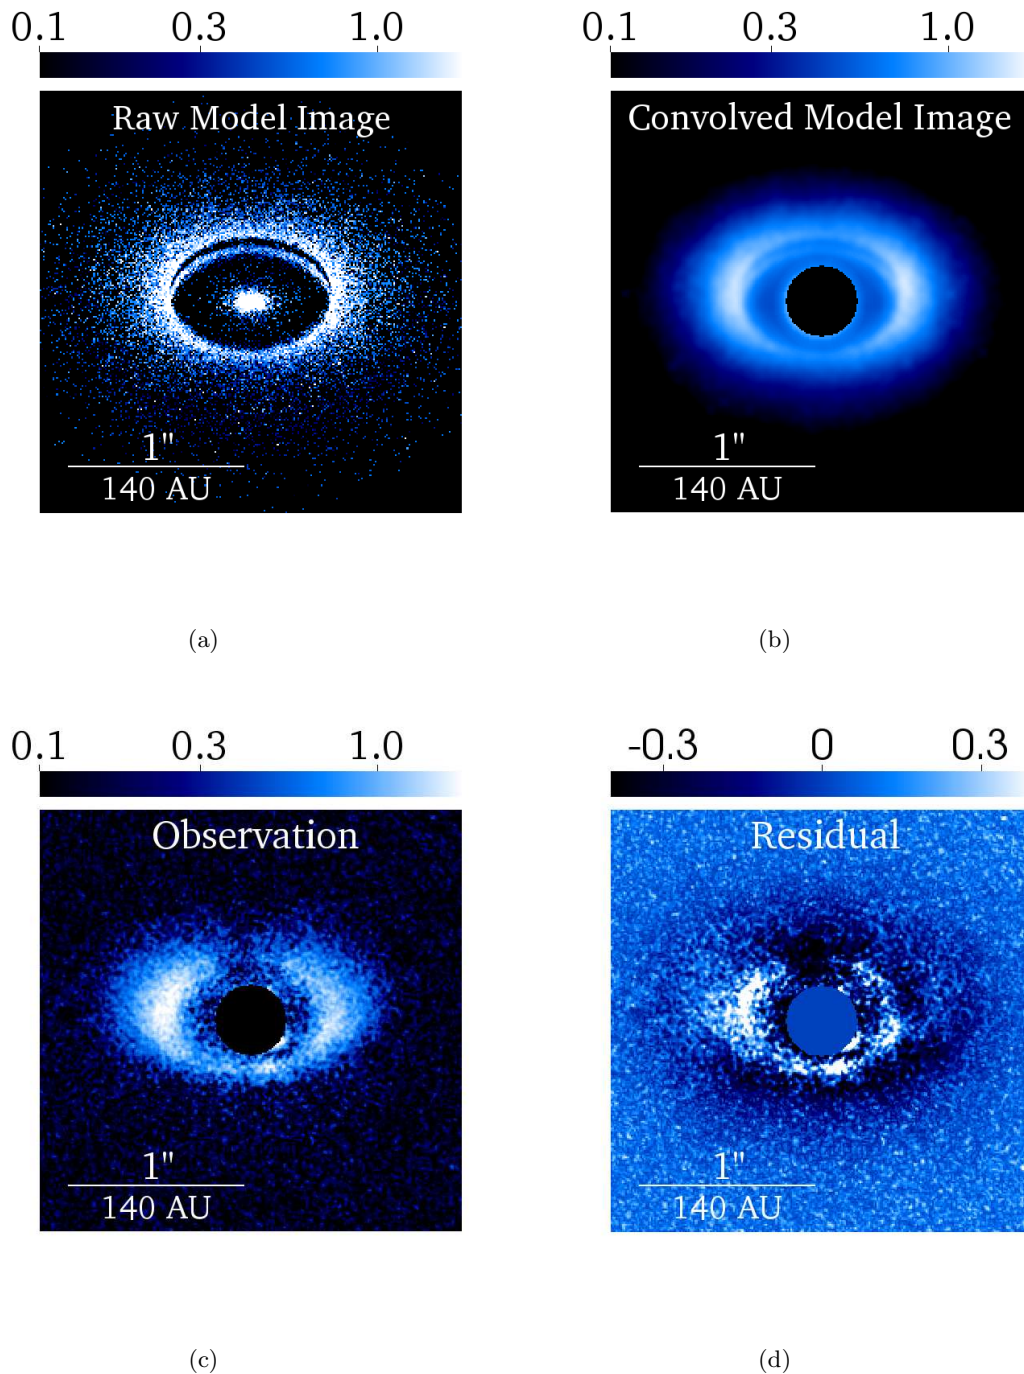 0.1 0.3 1.0
Raw Model Image
1"
140 AU
(a)
0.1 0.3 1.0
Convolved Model Image
1"
140 AU
(b)
0.1 0.3 1.0
Observation
1"
140 AU
(c)
-0.3 0 0.3
Residual
1"
140 AU
(d)